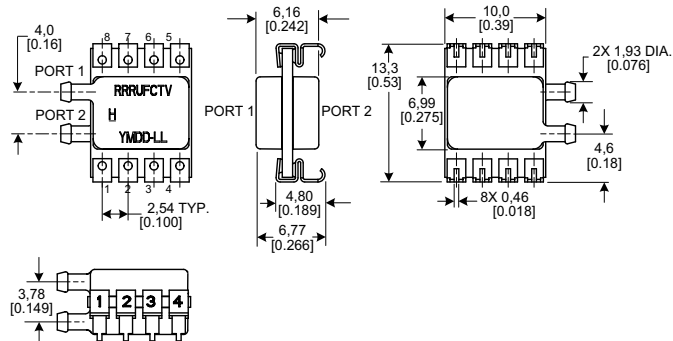 4,0
[0.16]
8 7 6 5
PORT 1
PORT 2
RRRUFCTV
H
YMDD-LL
1 2 3 4
2,54 TYP.
[0.100]
6,16
[0.242]
PORT 1
PORT 2
4,80
[0.189]
6,77
[0.266]
10,0
[0.39]
13,3
[0.53]
6,99
[0.275]
2X 1,93 DIA.
[0.076]
4,6
[0.18]
8X 0,46
[0.018]
3,78
[0.149]
1 2 3 4